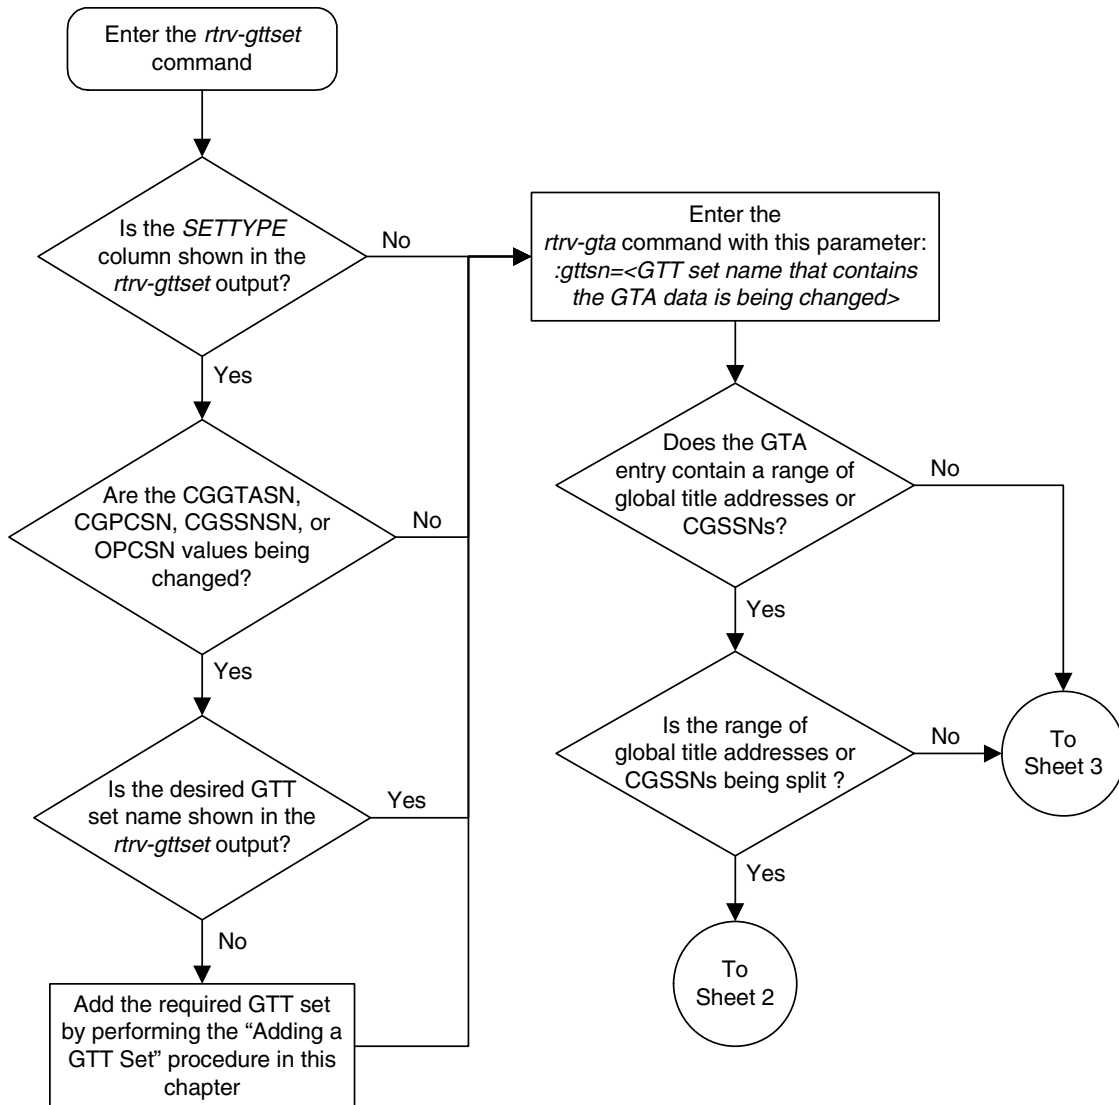 Enter the rtrv-gttset
command
Is the SETTYPE
column shown in the
rtrv-gttset output?
No
Yes
Are the CGGTASN,
CGPCSN, CGSSNSN, or
OPCSN values being
changed?
No
Yes
Is the desired GTT
set name shown in the
rtrv-gttset output?
Yes
No
Add the required GTT set
by performing the “Adding a
GTT Set” procedure in this
chapter
Enter the
rtrv-gta command with this parameter:
:gttsn=<GTT set name that contains
the GTA data is being changed>
Does the GTA
entry contain a range of
global title addresses or
CGSSNs?
No
Yes
Is the range of
global title addresses or
CGSSNs being split ?
No
Yes
To
Sheet 3
To
Sheet 2